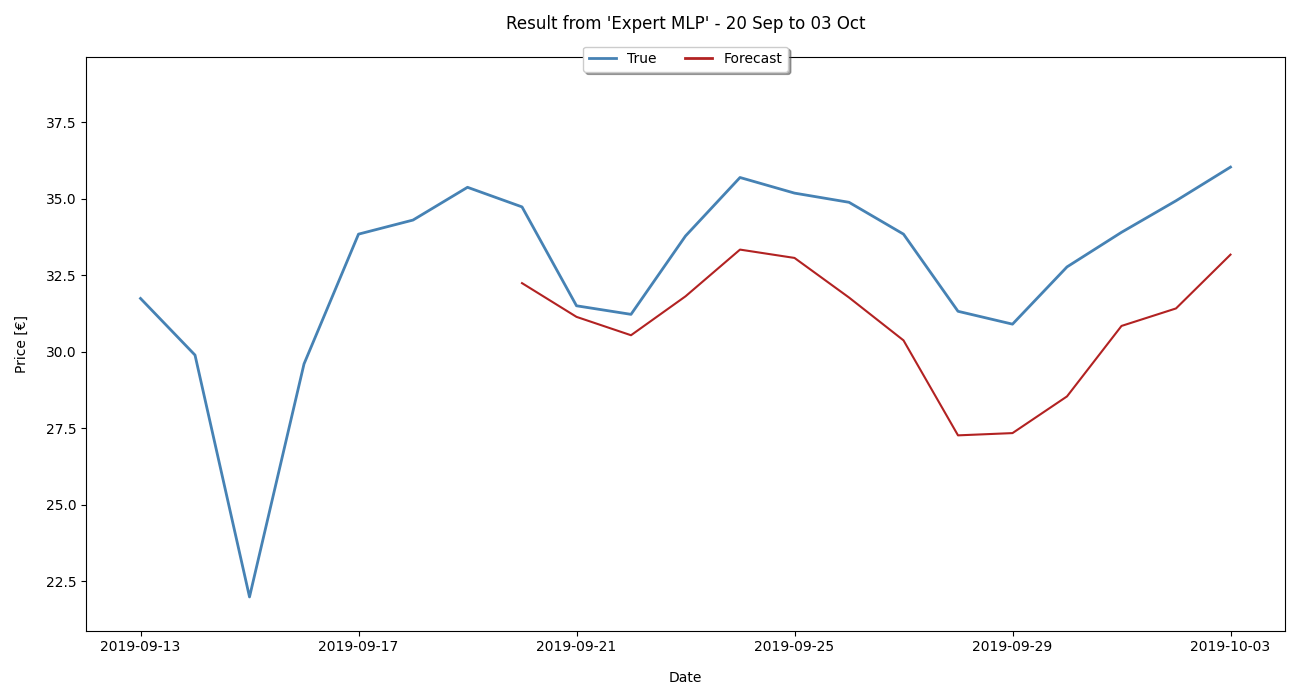 Result from 'Expert MLP' - 20 Sep to 03 Oct
True
Forecast
37.5
35.0
32.5
30.0
27.5
25.0
22.5
Price [€]
2019-09-13
2019-09-17
2019-09-21
2019-09-25
2019-09-29
2019-10-03
Date